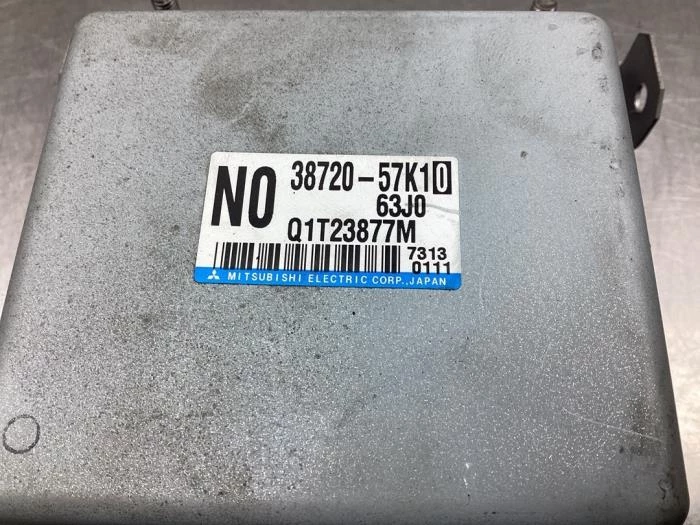 NO 38720-57K10
63J0
Q1T23877M
7313
0111
MITSUBISHI ELECTRIC CORP., JAPAN